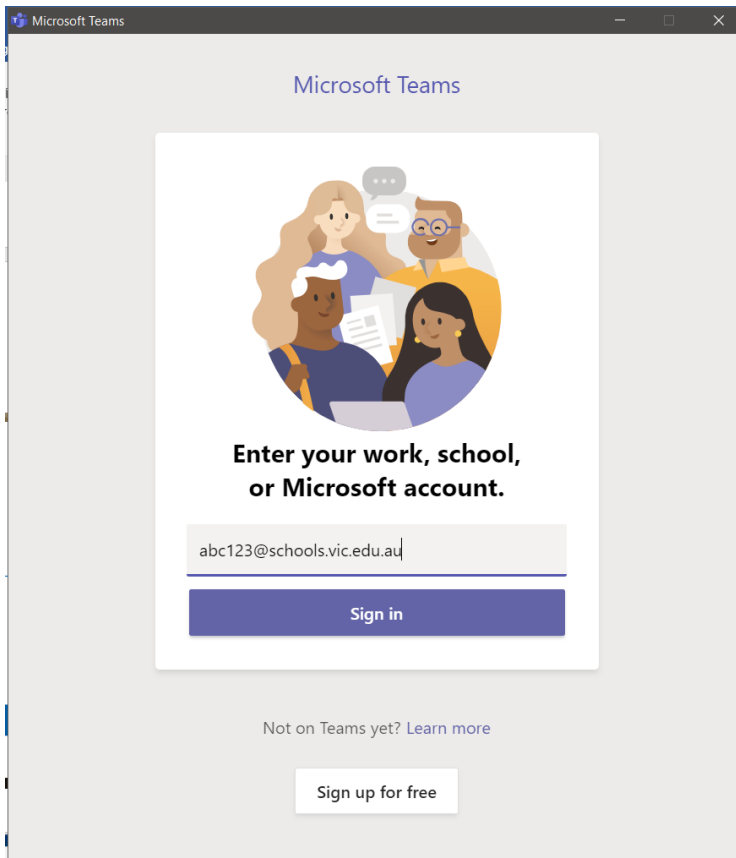 Microsoft Teams
Microsoft Teams
Enter your work, school,
or Microsoft account.
abc123@schools.vic.edu.au
Sign in
Not on Teams yet? Learn more
Sign up for free